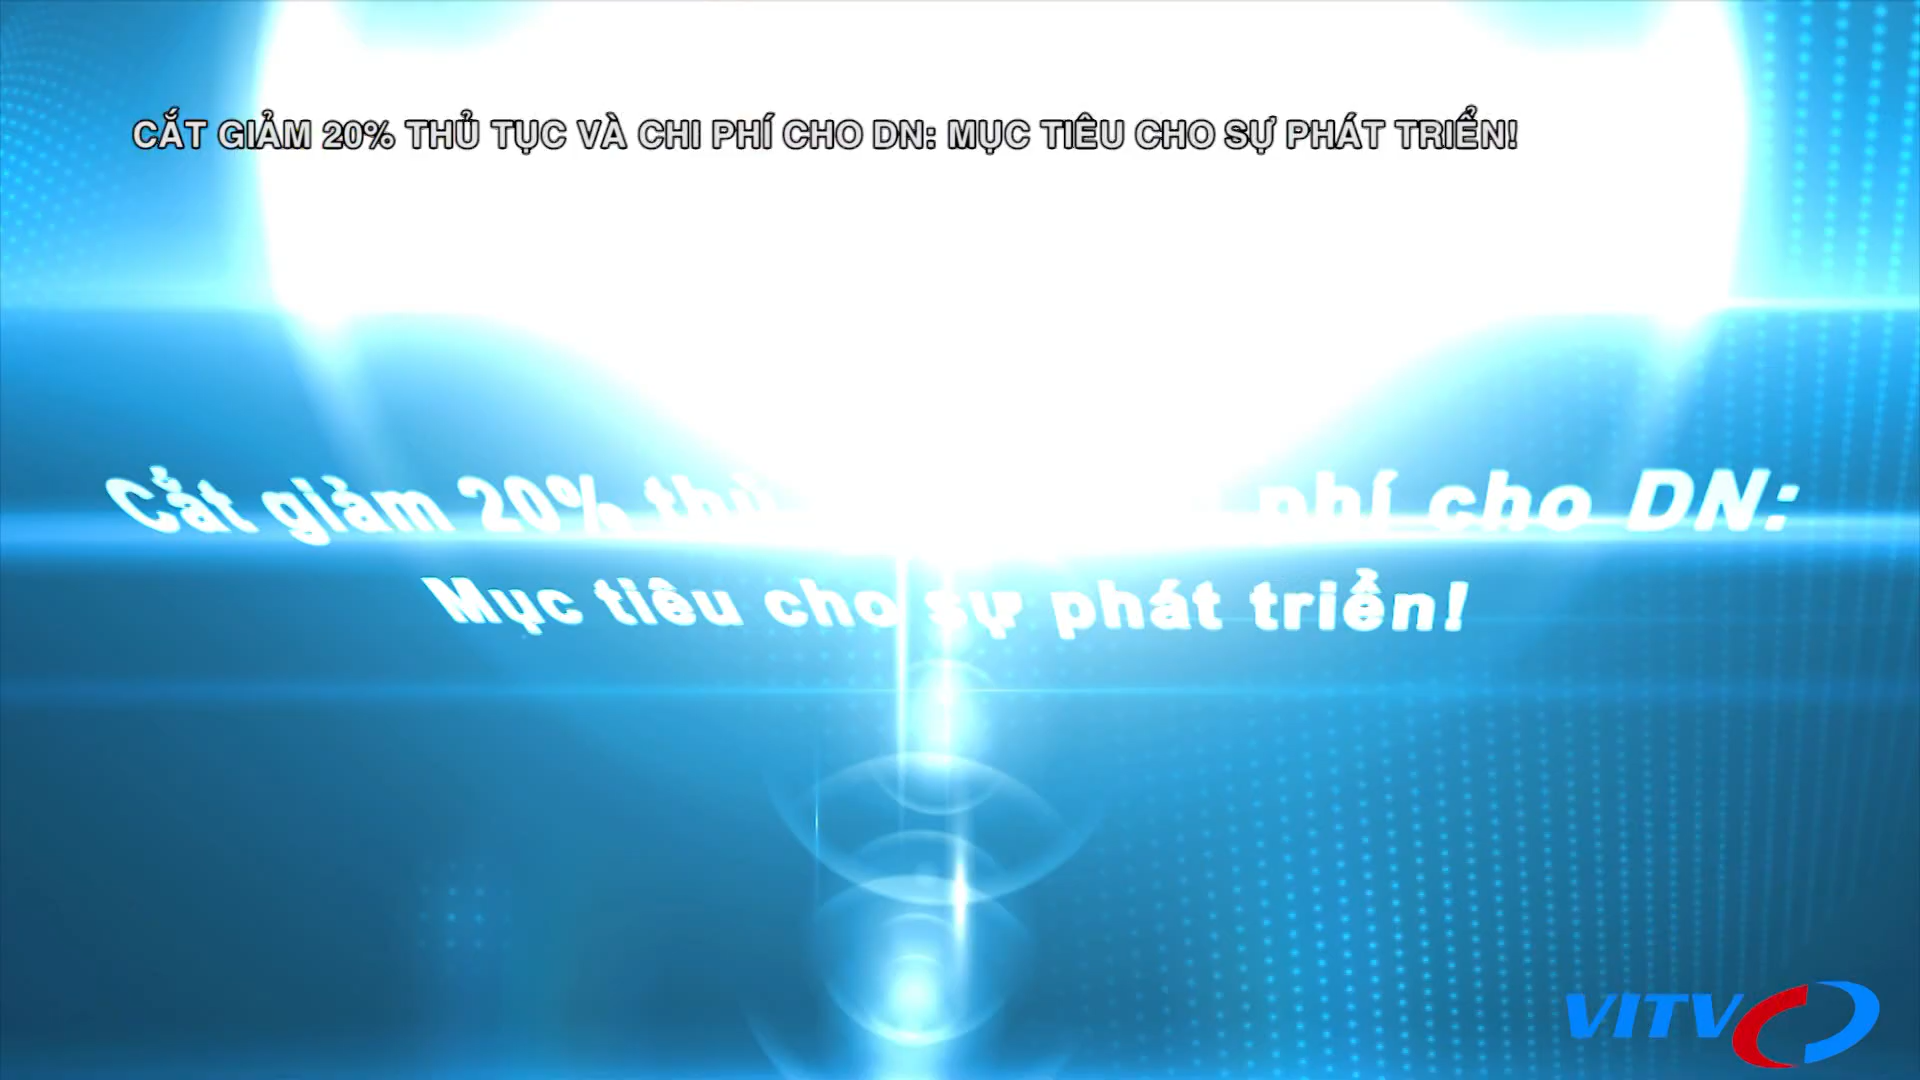 CẮT GIẢM 20% THỦ TỤC VÀ CHI PHÍ CHO DN: MỤC TIÊU CHO SỰ PHÁT TRIỂN!
Cắt giảm 20% thủ phí cho DN:
Mục tiêu cho sự phát triển!
VITV